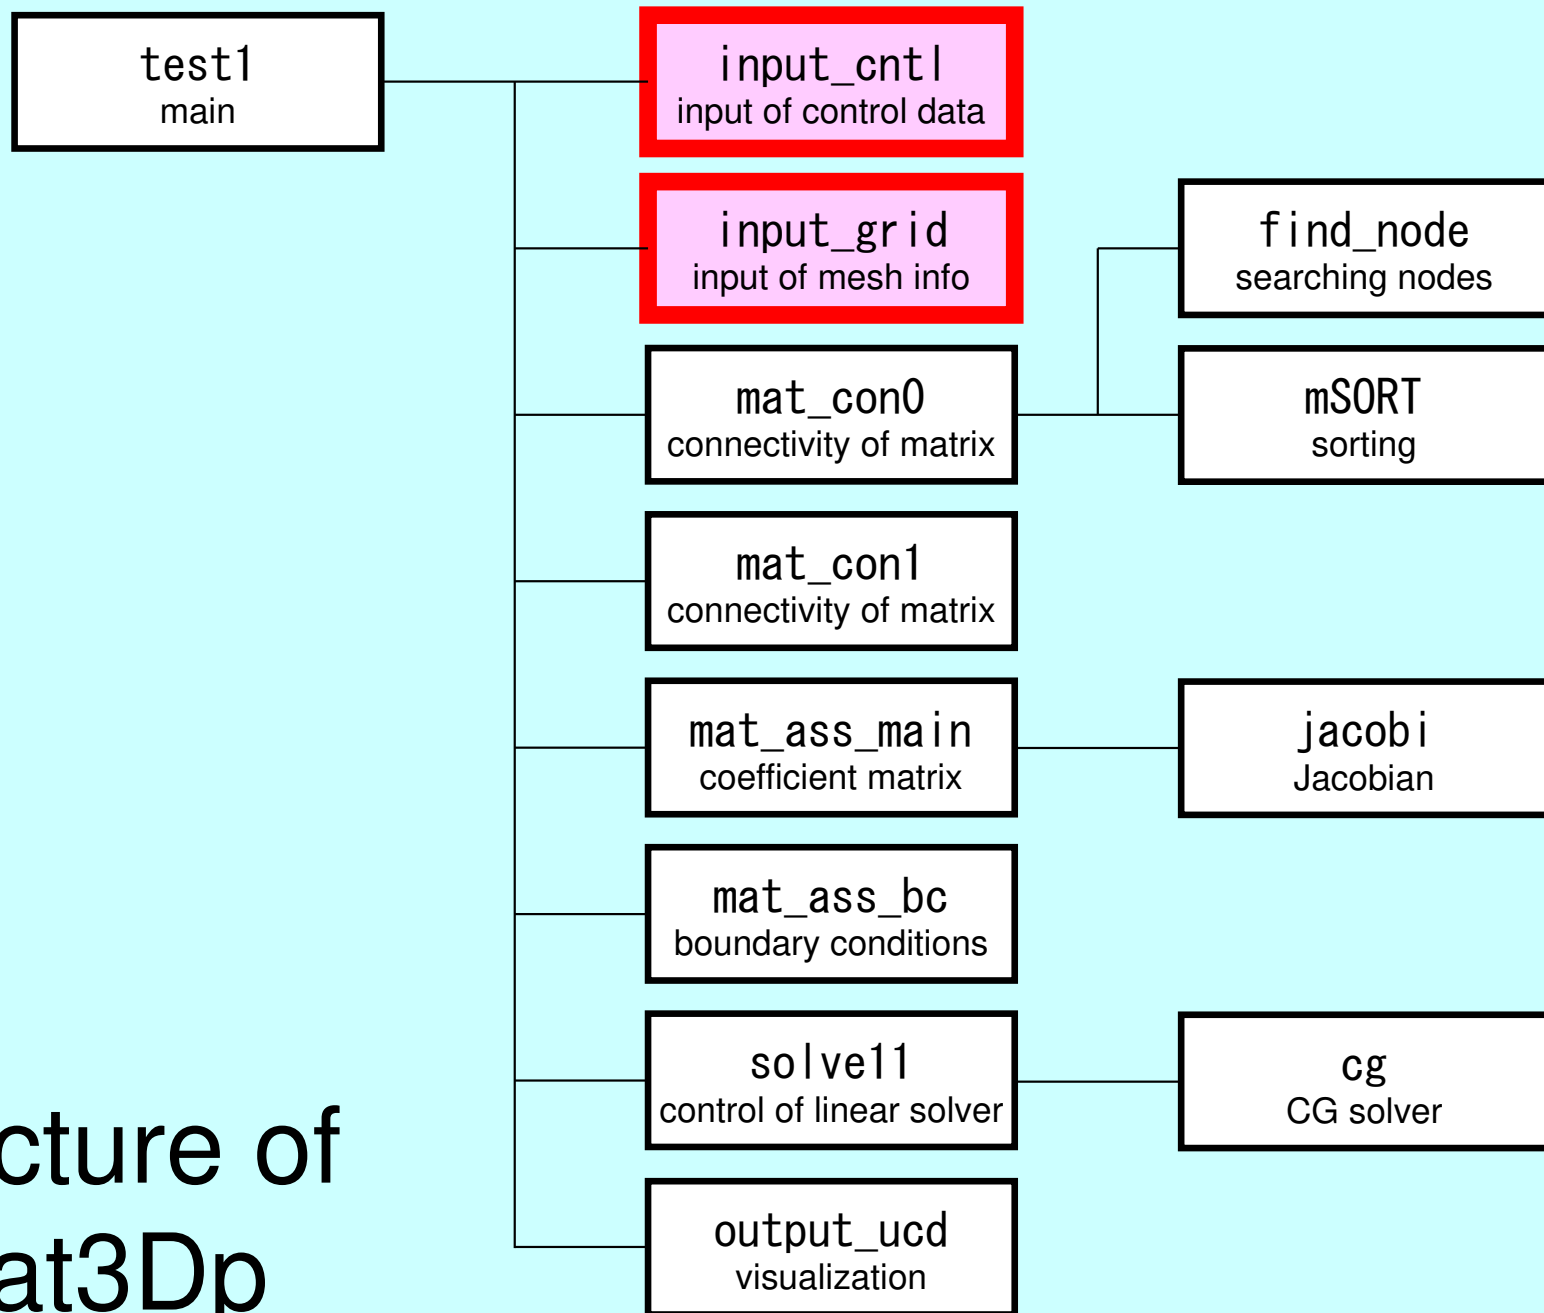 test1
main
input_cntl
input of control data
input_grid
input of mesh info
find_node
searching nodes
mat_con0
connectivity of matrix
mSORT
sorting
mat_con1
connectivity of matrix
mat_ass_main
coefficient matrix
jacobi
Jacobian
mat_ass_bc
boundary conditions
solve11
control of linear solver
cg
CG solver
output_ucd
visualization
cture of
at3Dp